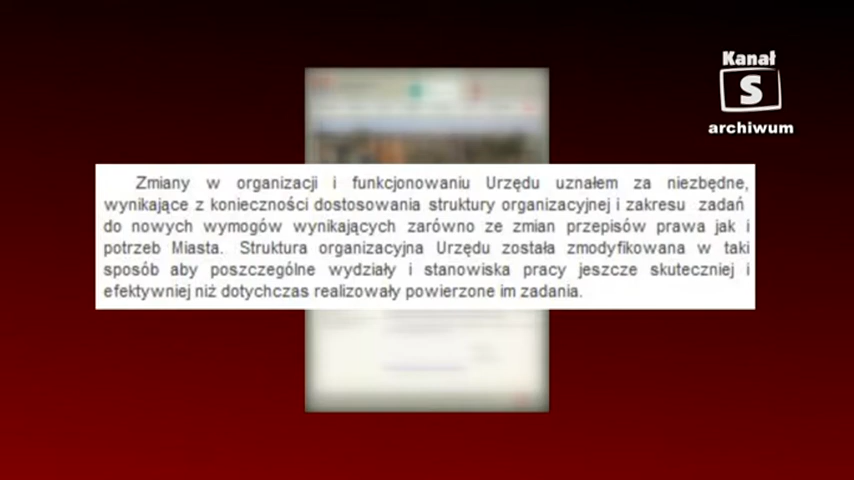 Kanał
S
archiwum
Zmiany w organizacji i funkcjonowaniu Urzędu uznałem za niezbędne,
wynikające z konieczności dostosowania struktury organizacyjnej i zakresu zadań
do nowych wymogów wynikających zarówno ze zmian przepisów prawa jak i
potrzeb Miasta. Struktura organizacyjna Urzędu została zmodyfikowana w taki
sposób aby poszczególne wydziały i stanowiska pracy jeszcze skuteczniej i
efektywniej niż dotychczas realizowały powierzone im zadania.